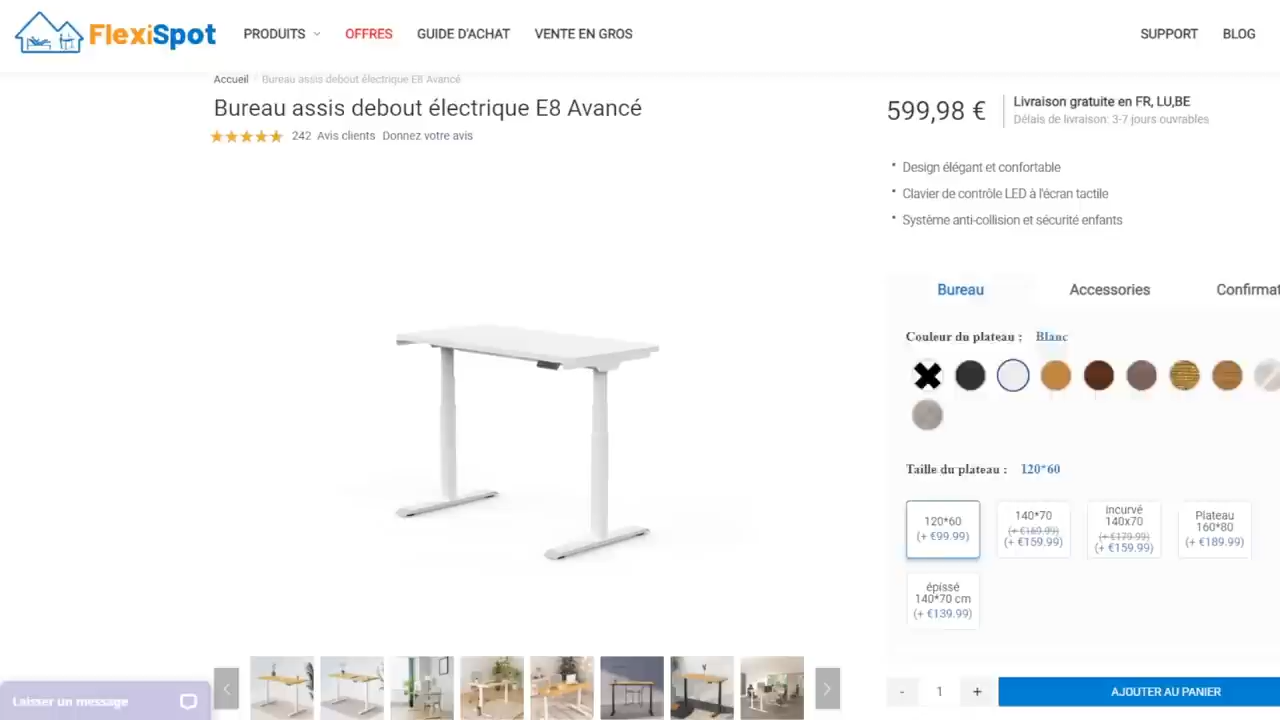 FlexiSpot
PRODUITS
OFFRES
GUIDE D'ACHAT
VENTE EN GROS
SUPPORT
BLOG
Accueil / Bureau assis debout électrique E8 Avancé
Bureau assis debout électrique E8 Avancé
242 Avis clients Donnez votre avis
599,98 €
Livraison gratuite en FR, LU,BE
Délais de livraison: 3-7 jours ouvrables
• Design élégant et confortable
• Clavier de contrôle LED à l'écran tactile
• Système anti-collision et sécurité enfants
Bureau
Accessories
Confirmat
Couleur du plateau : Blanc
Taille du plateau : 120*60
120*60
(+ €99.99)
140*70
(+ €169.99)
(+ €159.99)
incurvé
140x70
(+ €179.99)
(+ €159.99)
Plateau
160*80
(+ €189.99)
épissé
140*70 cm
(+ €139.99)
- 1 +
AJOUTER AU PANIER
Laisser un message